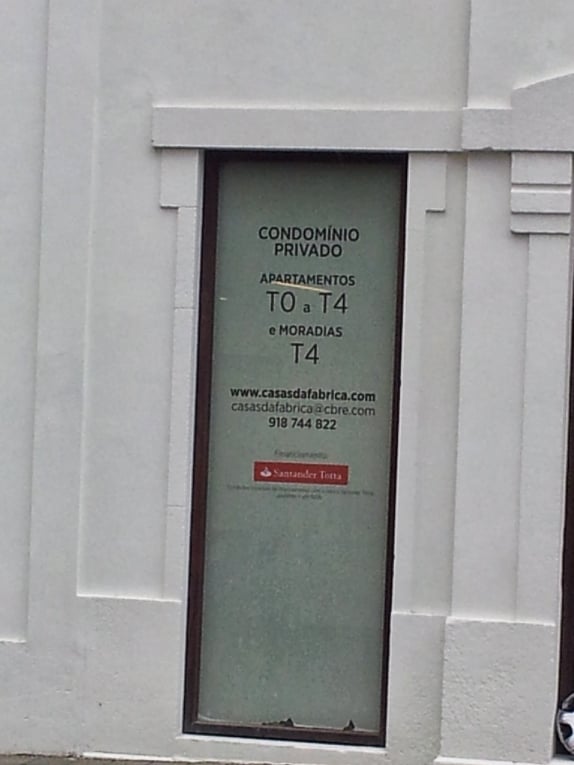 CONDOMÍNIO
PRIVADO
APARTAMENTOS
T0 a T4
e MORADIAS
T4
www.casasdafabrica.com
casasdafabrica@cbre.com
918 744 822
Financiamento
Santander Totta